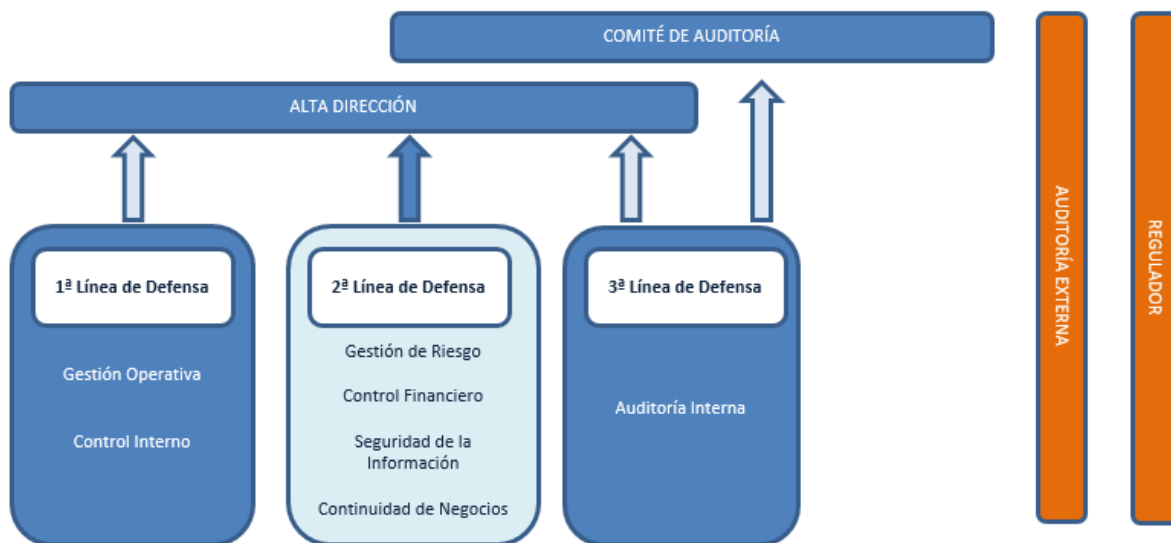 COMITÉ DE AUDITORÍA
ALTA DIRECCIÓN
1ª Línea de Defensa
Gestión Operativa
Control Interno
2ª Línea de Defensa
Gestión de Riesgo
Control Financiero
Seguridad de la
Información
Continuidad de Negocios
3ª Línea de Defensa
Auditoría Interna
AUDITORÍA EXTERNA
REGULADOR